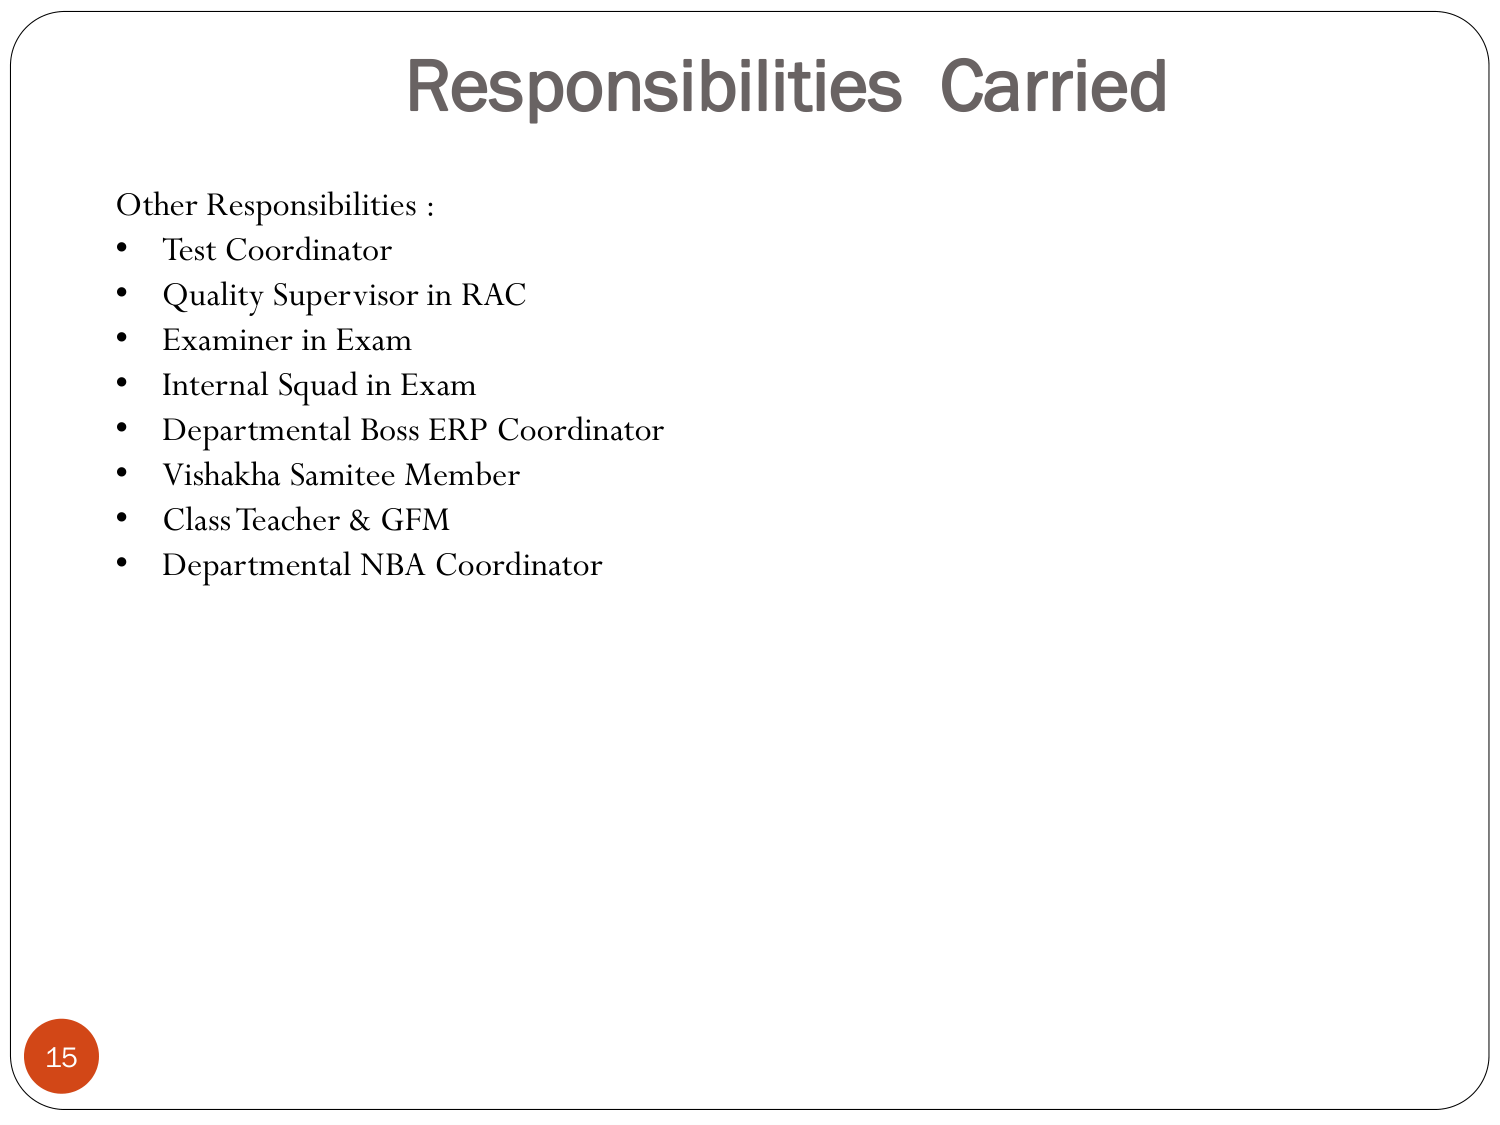 Responsibilities Carried
Other Responsibilities :
• Test Coordinator
• Quality Supervisor in RAC
• Examiner in Exam
• Internal Squad in Exam
• Departmental Boss ERP Coordinator
• Vishakha Samitee Member
• Class Teacher & GFM
• Departmental NBA Coordinator
15